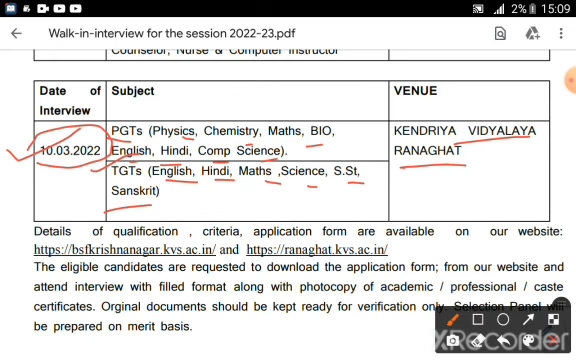 2% 15:09
Walk-in-interview for the session 2022-23.pdf
Counselor, Nurse & Computer Instructor
Date of Interview
Subject
VENUE
10.03.2022
PGTs (Physics, Chemistry, Maths, BIO,
English, Hindi, Comp Science).
TGTs (English, Hindi, Maths ,Science, S.St,
Sanskrit)
KENDRIYA VIDYALAYA
RANAGHAT
Details of qualification , criteria, application form are available on our website:
https://bsfkrishnanagar.kvs.ac.in/ and https://ranaghat.kvs.ac.in/
The eligible candidates are requested to download the application form; from our website and
attend interview with filled format along with photocopy of academic / professional / caste
certificates. Orginal documents should be kept ready for verification only. Selection Panel will
be prepared on merit basis.
XRecorder